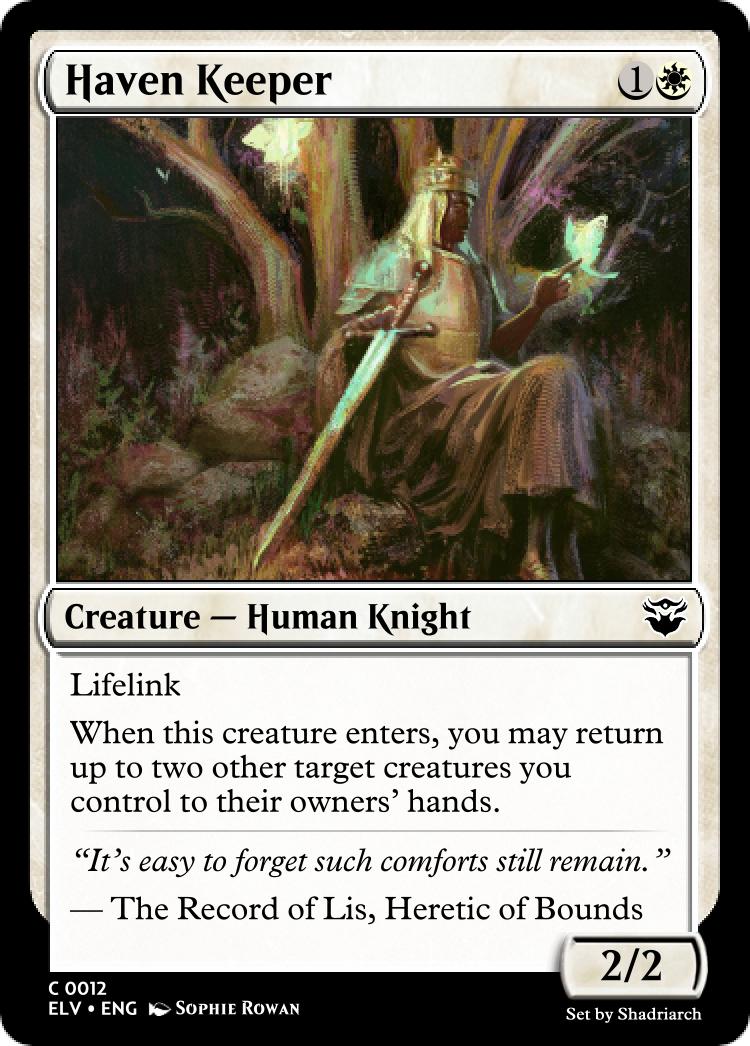 Haven Keeper 1
Creature — Human Knight
Lifelink
When this creature enters, you may return
up to two other target creatures you
control to their owners’ hands.
“It’s easy to forget such comforts still remain.”
— The Record of Lis, Heretic of Bounds
2/2
C 0012
ELV • ENG Sophie Rowan
Set by Shadriarch